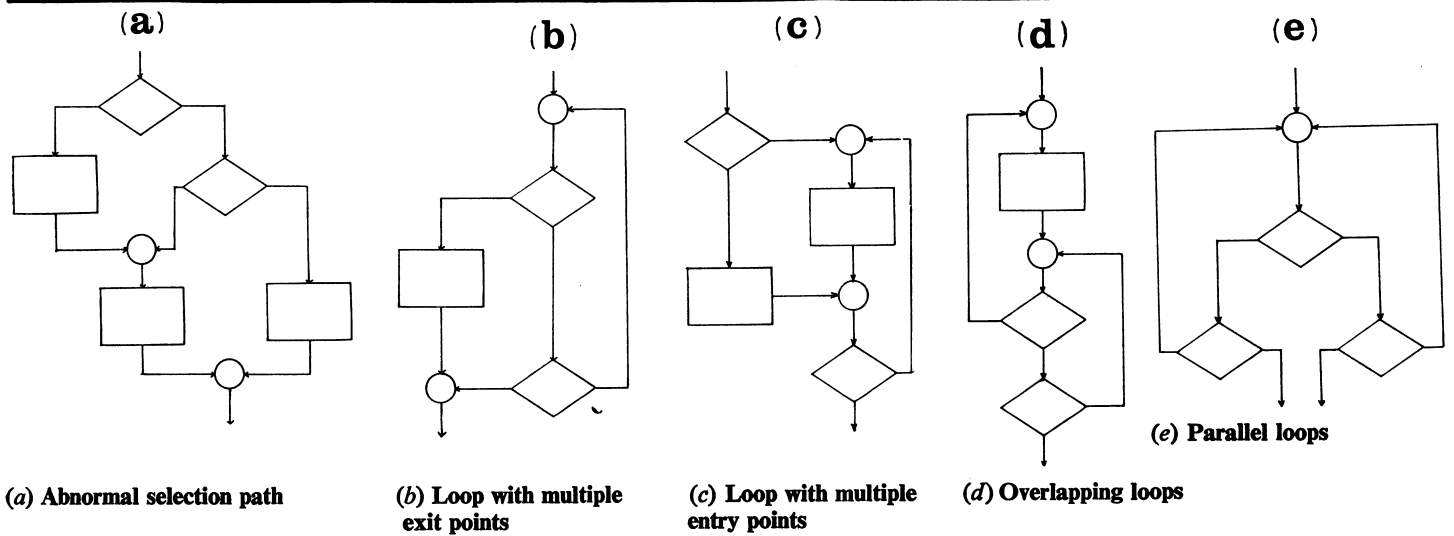 (a)
(b)
(c)
(d)
(e)
(e) Parallel loops
(a) Abnormal selection path
(b) Loop with multiple
exit points
(c) Loop with multiple
entry points
(d) Overlapping loops